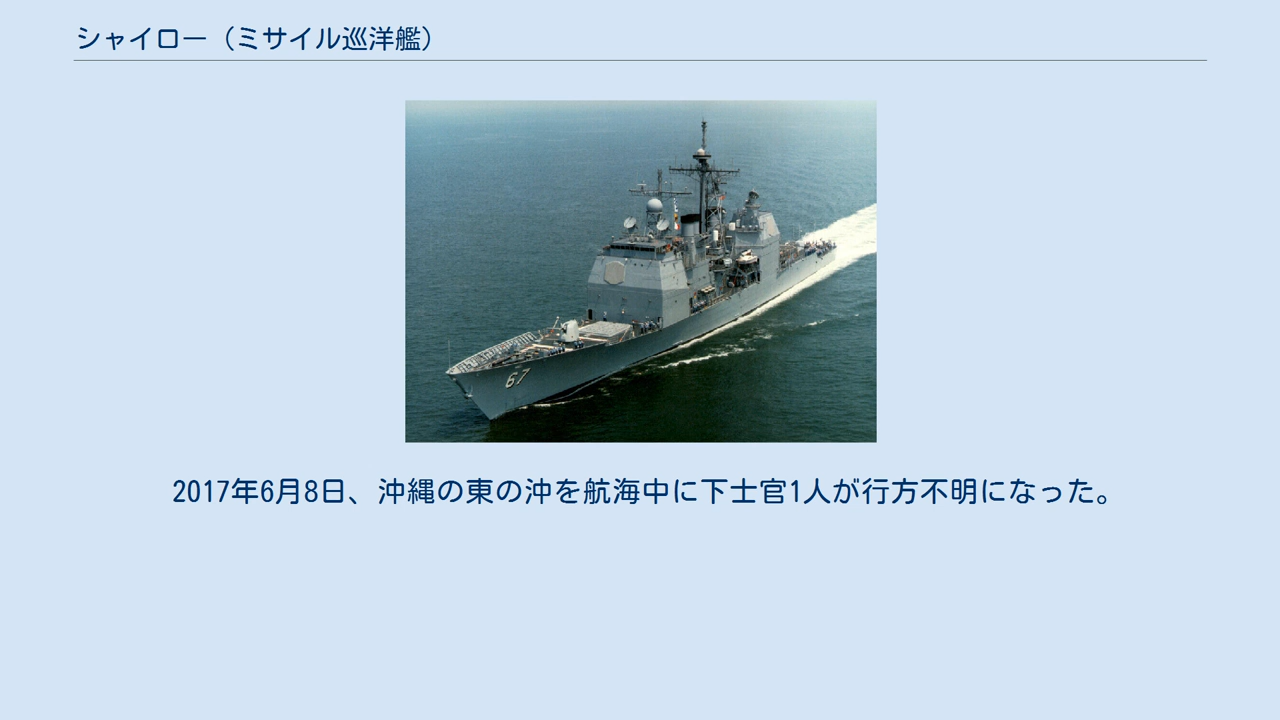 シャイロー（ミサイル巡洋艦）
67
2017年6月8日、沖縄の東の沖を航海中に下士官1人が行方不明になった。